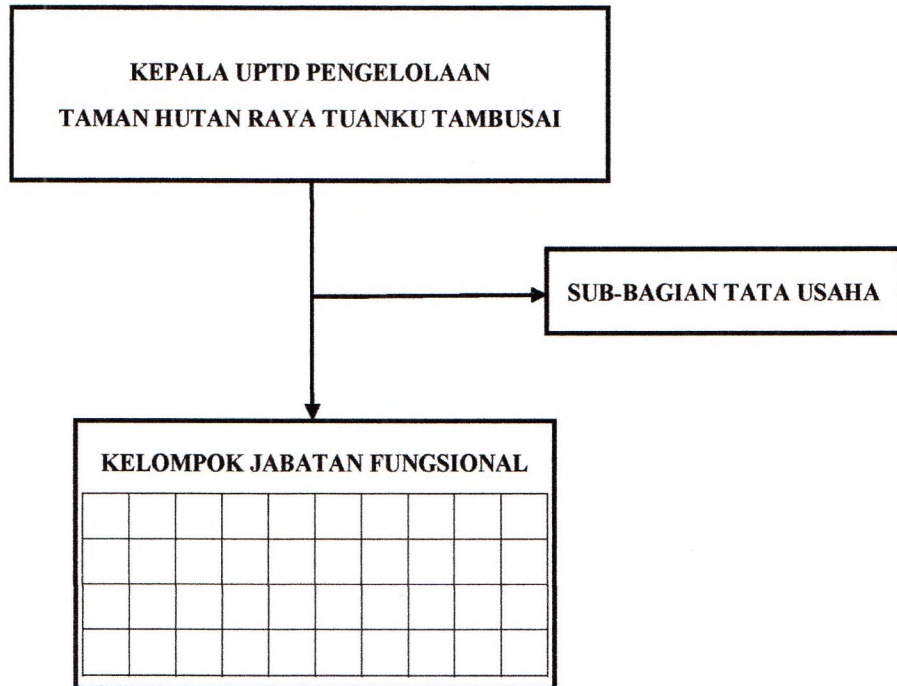 KEPALA UPTD PENGELOLAAN
TAMAN HUTAN RAYA TUANKU TAMBUSAI
SUB-BAGIAN TATA USAHA
KELOMPOK JABATAN FUNGSIONAL